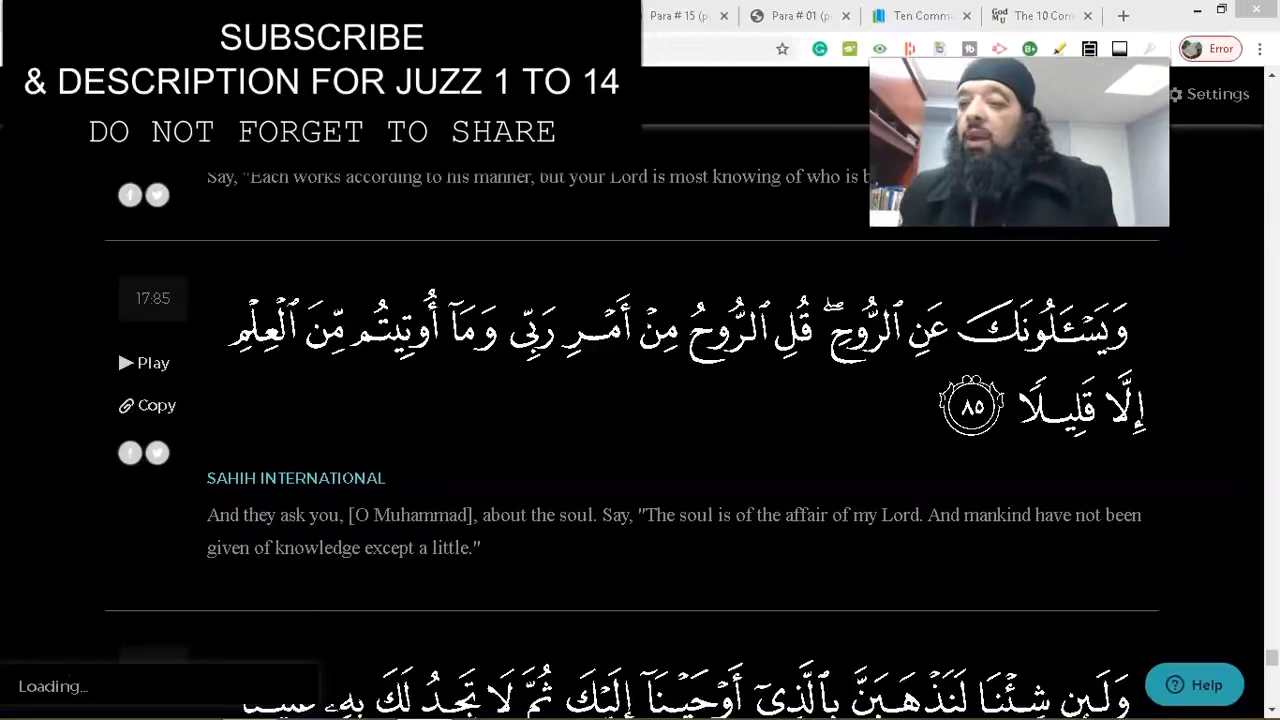 SUBSCRIBE
& DESCRIPTION FOR JUZZ 1 TO 14
DO NOT FORGET TO SHARE
Para # 15 (p
Para # 01 (p
Ten Comma
God Mu
The 10 Com
Error
Settings
Say, "Each works according to his manner, but your Lord is most knowing of who is b
17:85
وَيَسْـَٔلُونَكَ عَنِ ٱلرُّوحِ ۖ قُلِ ٱلرُّوحُ مِنْ أَمْرِ رَبِّى وَمَآ أُوتِيتُم مِّنَ ٱلْعِلْمِ
إِلَّا قَلِيلًا ٨٥
Play
Copy
SAHIH INTERNATIONAL
And they ask you, [O Muhammad], about the soul. Say, "The soul is of the affair of my Lord. And mankind have not been
given of knowledge except a little."
وَلَئِن شِئْنَا لَنَذْهَبَنَّ بِٱلَّذِىٓ أَوْحَيْنَآ إِلَيْكَ ثُمَّ لَا تَجِدُ لَكَ بِهِۦ
Loading...
Help